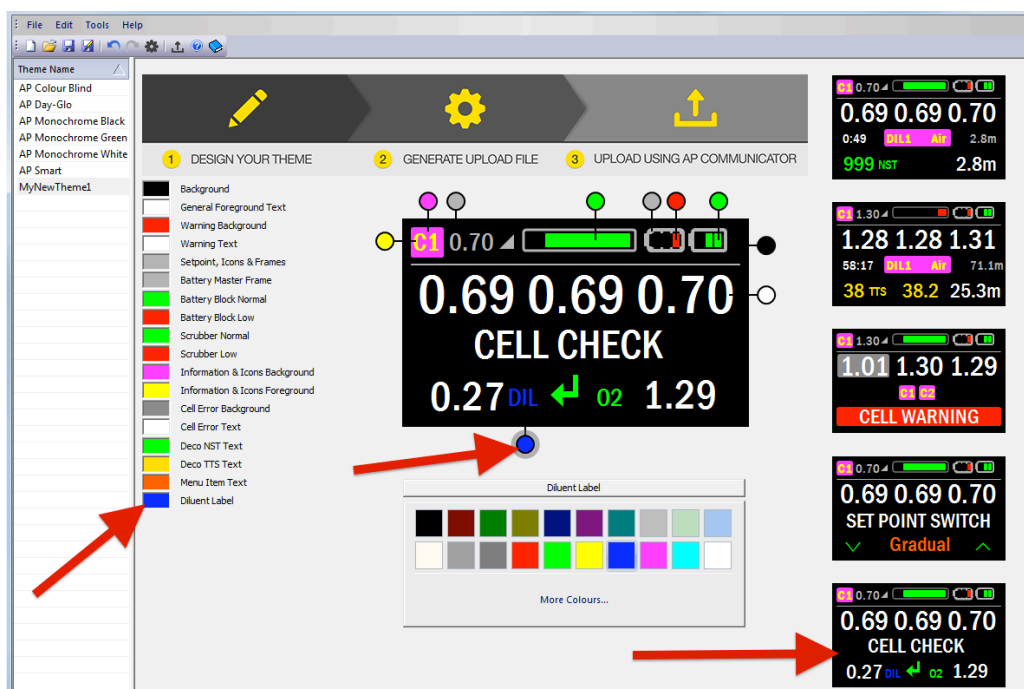 File Edit Tools Help
Theme Name
AP Colour Blind
AP Day-Glo
AP Monochrome Black
AP Monochrome Green
AP Monochrome White
AP Smart
MyNewTheme1
1 DESIGN YOUR THEME
2 GENERATE UPLOAD FILE
3 UPLOAD USING AP COMMUNICATOR
Background
General Foreground Text
Warning Background
Warning Text
Setpoint, Icons & Frames
Battery Master Frame
Battery Block Normal
Battery Block Low
Scrubber Normal
Scrubber Low
Information & Icons Background
Information & Icons Foreground
Cell Error Background
Cell Error Text
Deco NST Text
Deco TTS Text
Menu Item Text
Diluent Label
C1 0.70
0.69 0.69 0.70
CELL CHECK
0.27 DIL O2 1.29
Diluent Label
More Colours...
C1 0.70
0.69 0.69 0.70
0:49 DIL1 Air 2.8m
999 NST 2.8m
C1 1.30
1.28 1.28 1.31
58:17 DIL1 Air 71.1m
38 TTS 38.2 25.3m
C1 1.30
1.01 1.30 1.29
C1 C2
CELL WARNING
C1 0.70
0.69 0.69 0.70
SET POINT SWITCH
Gradual
C1 0.70
0.69 0.69 0.70
CELL CHECK
0.27 DIL O2 1.29